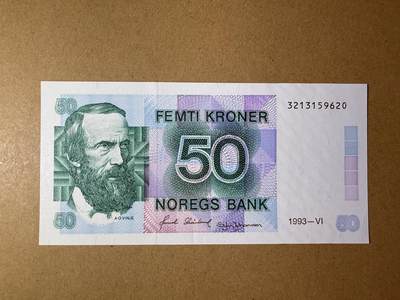 50
FEMTI KRONER
3213159620
50
NOREGS BANK
50
A.O.VINJE
1993—VI
50